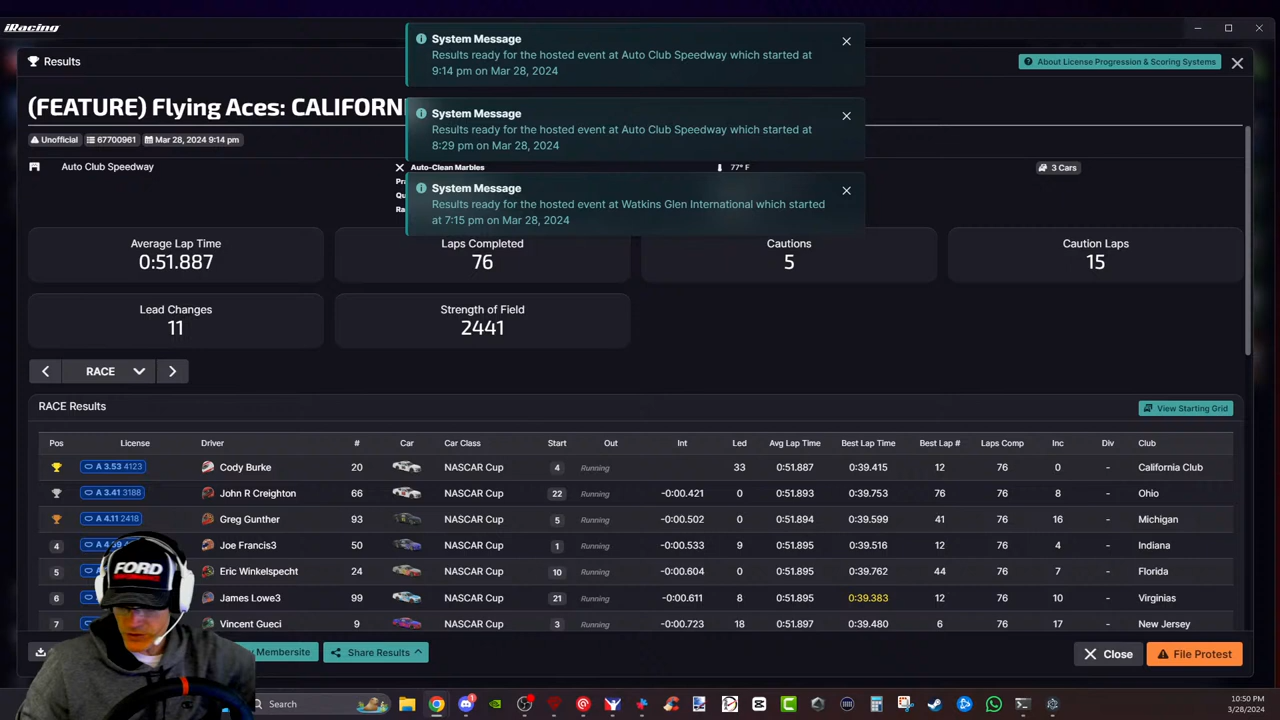 iRacing
Results
About License Progression & Scoring Systems
(FEATURE) Flying Aces: CALIFORN
System Message
Results ready for the hosted event at Auto Club Speedway which started
at 9:14 pm on Mar 28, 2024
System Message
Results ready for the hosted event at Auto Club Speedway which started
at 8:29 pm on Mar 28, 2024
System Message
Results ready for the hosted event at Watkins Glen International which started
at 7:15 pm on Mar 28, 2024
Unofficial 67700961 Mar 28, 2024 9:14 pm
Auto Club Speedway Auto-Clean Marbles 77° F 3 Cars
Average Lap Time Laps Completed Cautions Caution Laps
0:51.887 76 5 15
Lead Changes Strength of Field
11 2441
RACE
RACE Results View Starting Grid
Pos License Driver # Car Car Class Start Out Int Led Avg Lap Time Best Lap Time Best Lap # Laps Comp Inc Div Club
A 3.53 4123 Cody Burke 20 NASCAR Cup 4 Running 33 0:51.887 0:39.415 12 76 0 - California Club
A 3.41 3188 John R Creighton 66 NASCAR Cup 22 Running -0:00.421 0 0:51.893 0:39.753 76 76 8 - Ohio
A 4.11 2418 Greg Gunther 93 NASCAR Cup 5 Running -0:00.502 0 0:51.894 0:39.599 41 76 16 - Michigan
4 Joe Francis3 50 NASCAR Cup 1 Running -0:00.533 9 0:51.894 0:39.516 12 76 4 - Indiana
5 Eric Winkelspecht 24 NASCAR Cup 10 Running -0:00.604 0 0:51.895 0:39.762 44 76 7 - Florida
6 James Lowe3 99 NASCAR Cup 21 Running -0:00.611 8 0:51.895 0:39.383 12 76 10 - Virginias
7 Vincent Gueci 9 NASCAR Cup 3 Running -0:00.723 18 0:51.897 0:39.480 6 76 17 - New Jersey
FORD
Membersite Share Results Close File Protest
Search
10:50 PM
3/28/2024